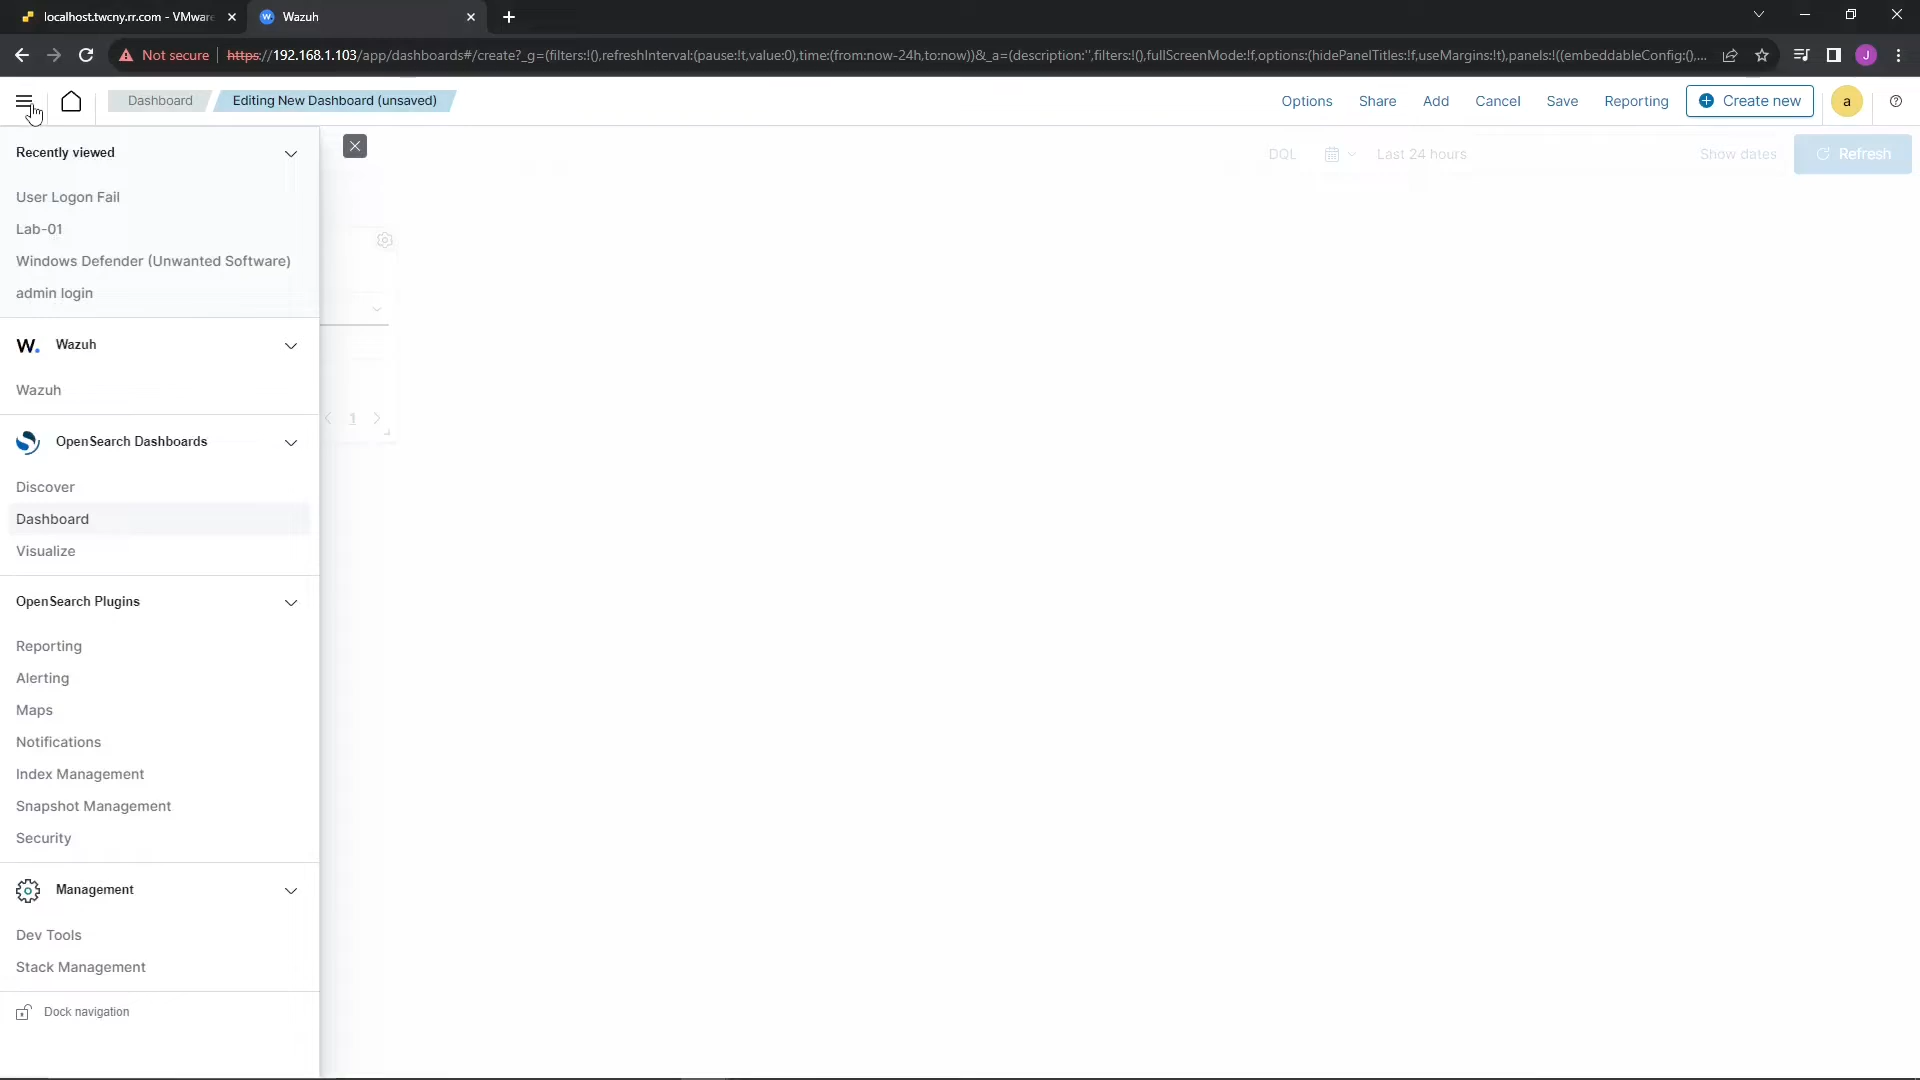 localhost.twcny.rr.com - VMware
Wazuh
Not secure
https://192.168.1.103/app/dashboards#/create?_g=(filters:!(),refreshInterval:(pause:!t,value:0),time:(from:now-24h,to:now))&_a=(description:'',filters:!(),fullScreenMode:!f,options:(hidePanelTitles:!f,useMargins:!t),panels:!((embeddableConfig:(),...
J
Dashboard
Editing New Dashboard (unsaved)
Options
Share
Add
Cancel
Save
Reporting
Create new
a
Recently viewed
DQL
Last 24 hours
Show dates
Refresh
User Logon Fail
Lab-01
Windows Defender (Unwanted Software)
admin login
W. Wazuh
Wazuh
1
OpenSearch Dashboards
Discover
Dashboard
Visualize
OpenSearch Plugins
Reporting
Alerting
Maps
Notifications
Index Management
Snapshot Management
Security
Management
Dev Tools
Stack Management
Dock navigation